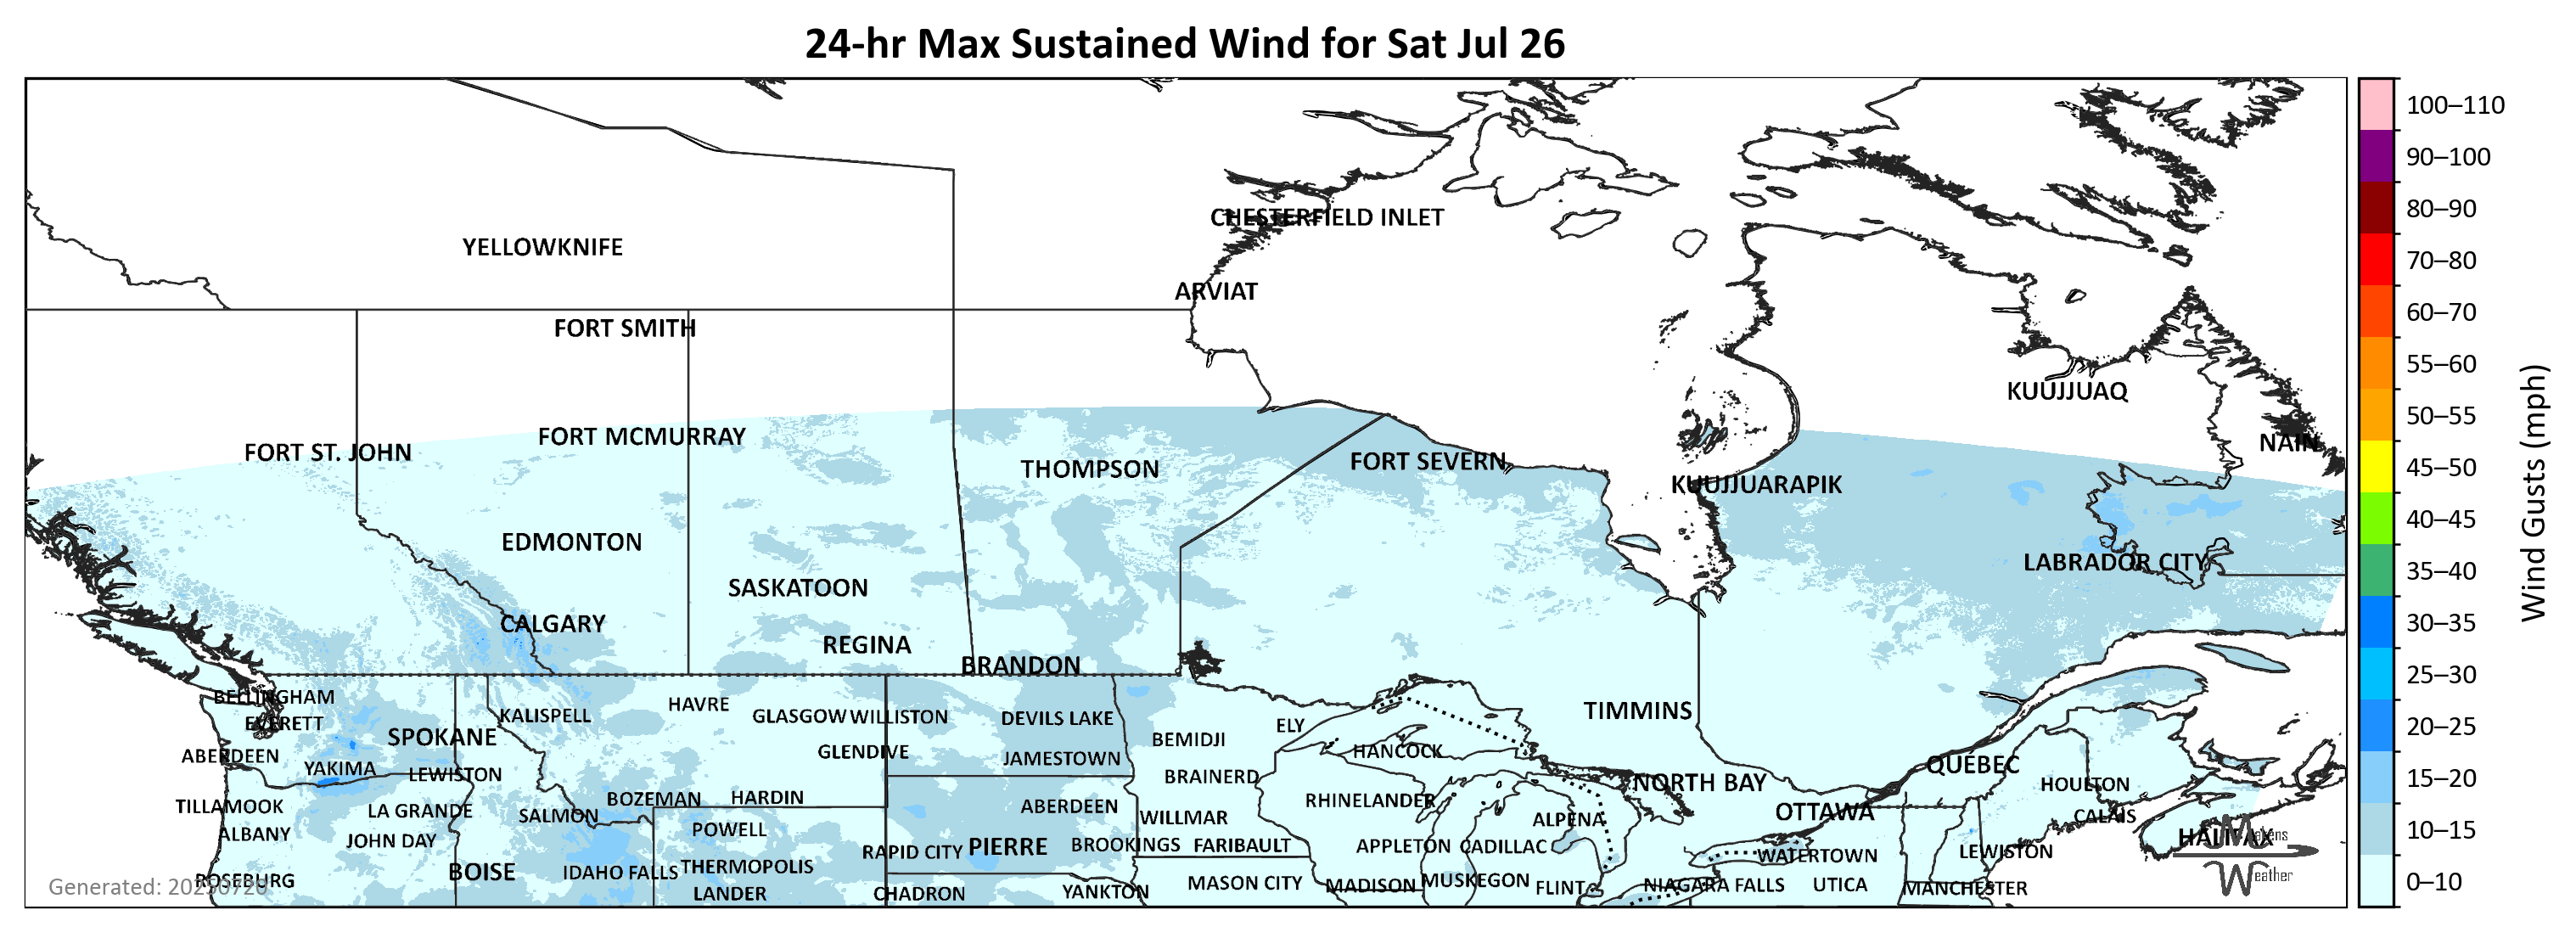 24-hr Max Sustained Wind for Sat Jul 26
100–110
90–100
80–90
70–80
60–70
55–60
50–55
45–50
40–45
35–40
30–35
25–30
20–25
15–20
10–15
0–10
Wind Gusts (mph)
CHESTERFIELD INLET
YELLOWKNIFE
ARVIAT
FORT SMITH
KUUJJUAQ
FORT MCMURRAY
NAIN
FORT ST. JOHN
FORT SEVERN
THOMPSON
KUUJJUARAPIK
EDMONTON
LABRADOR CITY
SASKATOON
CALGARY
REGINA
BRANDON
BELLINGHAM
HAVRE
TIMMINS
KALISPELL
GLASGOW
WILLISTON
DEVILS LAKE
EVERETT
ELY
SPOKANE
BEMIDJI
HANCOCK
ABERDEEN
GLENDIVE
JAMESTOWN
QUÉBEC
YAKIMA
LEWISTON
BRAINERD
NORTH BAY
HOULTON
BOZEMAN
HARDIN
RHINELANDER
TILLAMOOK
LA GRANDE
SALMON
ABERDEEN
WILLMAR
ALPENA
OTTAWA
CALAIS
ALBANY
JOHN DAY
POWELL
PIERRE
BROOKINGS
FARIBAULT
APPLETON
CADILLAC
HALIFAX
RAPID CITY
WATERTOWN
LEWISTON
BOISE
IDAHO FALLS
THERMOPOLIS
ROSEBURG
LANDER
CHADRON
YANKTON
MASON CITY
MADISON
MUSKEGON
FLINT
NIAGARA FALLS
UTICA
MANCHESTER
Makens
Weather
Generated: 20250720